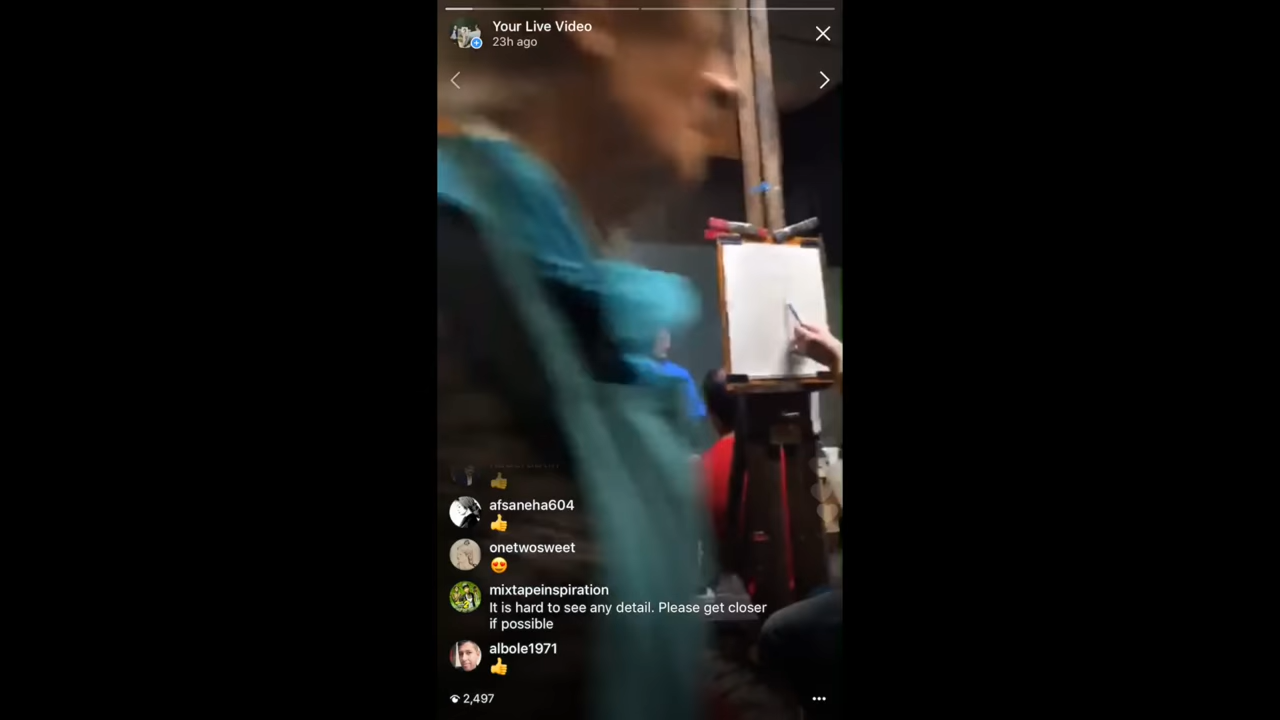 Your Live Video
23h ago
afsaneha604
👍
onetwosweet
😍
mixtapeinspiration
It is hard to see any detail. Please get closer
if possible
albole1971
👍
2,497